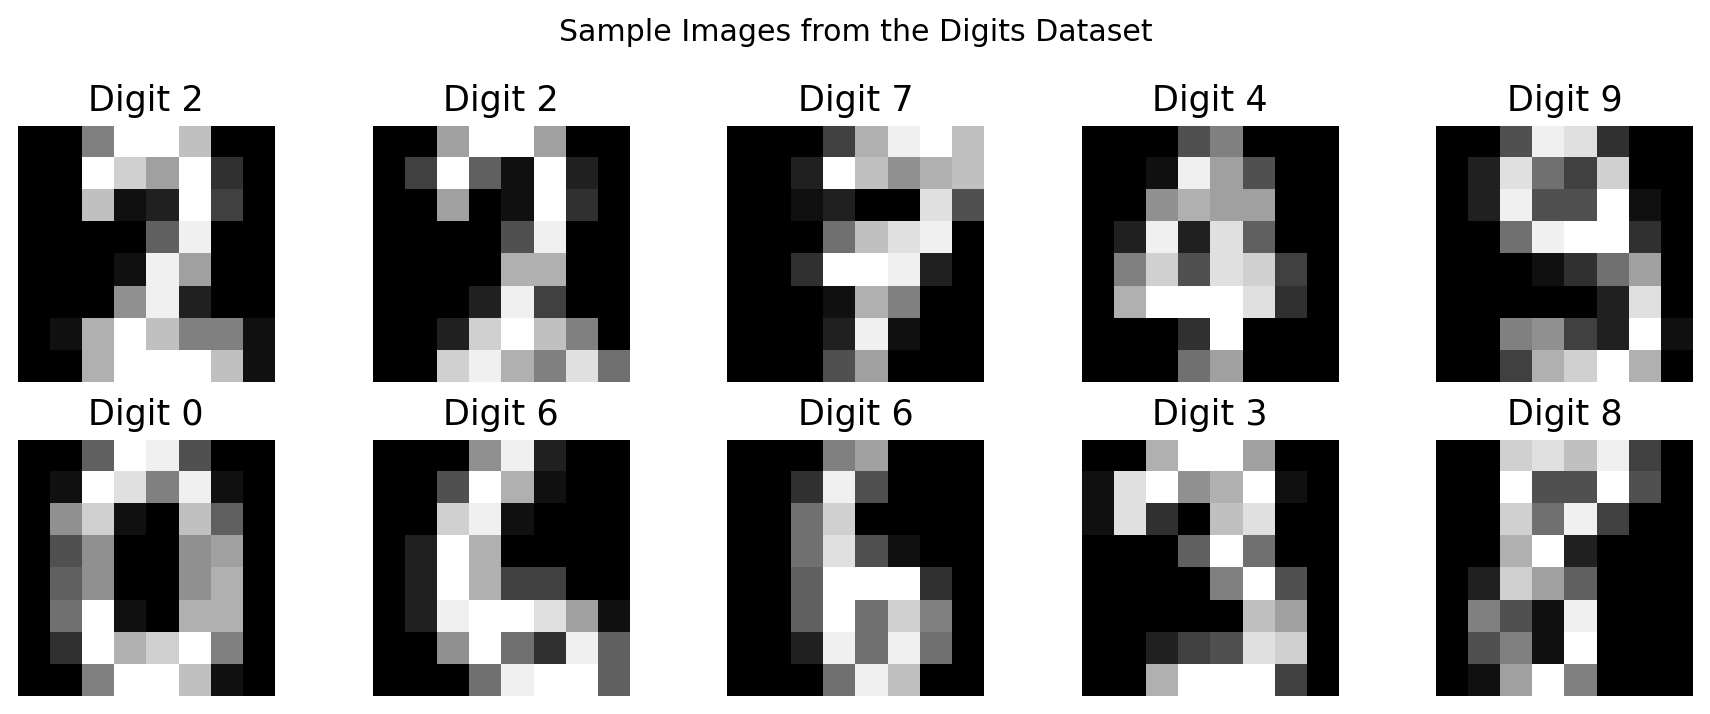 Sample Images from the Digits Dataset
Digit 2 Digit 2 Digit 7 Digit 4 Digit 9
Digit 0 Digit 6 Digit 6 Digit 3 Digit 8